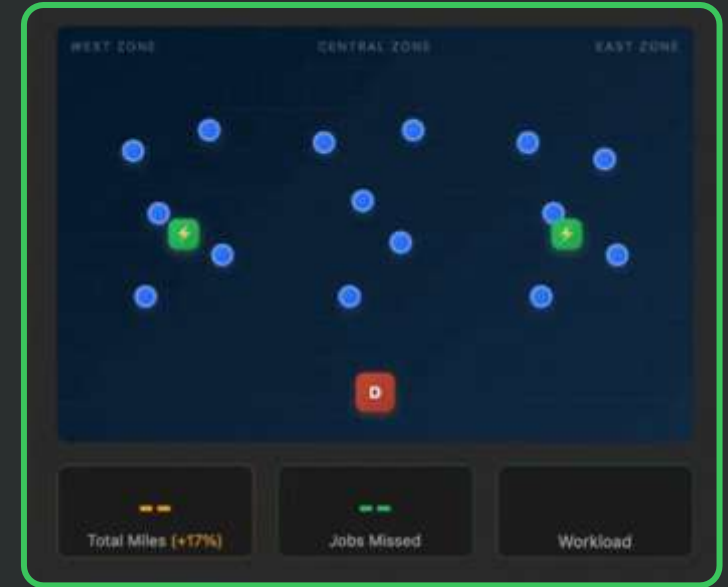 WEST ZONE CENTRAL ZONE EAST ZONE
D
-- --
Total Miles (+17%) Jobs Missed Workload